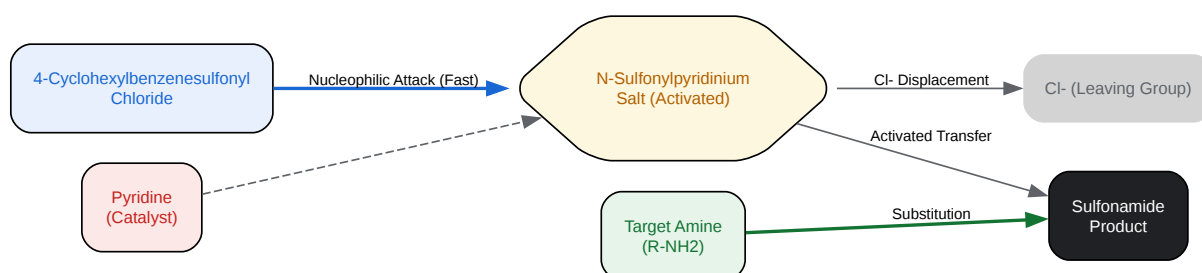 4-Cyclohexylbenzenesulfonyl
Chloride
Nucleophilic Attack (Fast)
N-Sulfonylpyridinium
Salt (Activated)
Cl- Displacement
Cl- (Leaving Group)
Pyridine
(Catalyst)
Activated Transfer
Target Amine
(R-NH2)
Substitution
Sulfonamide
Product